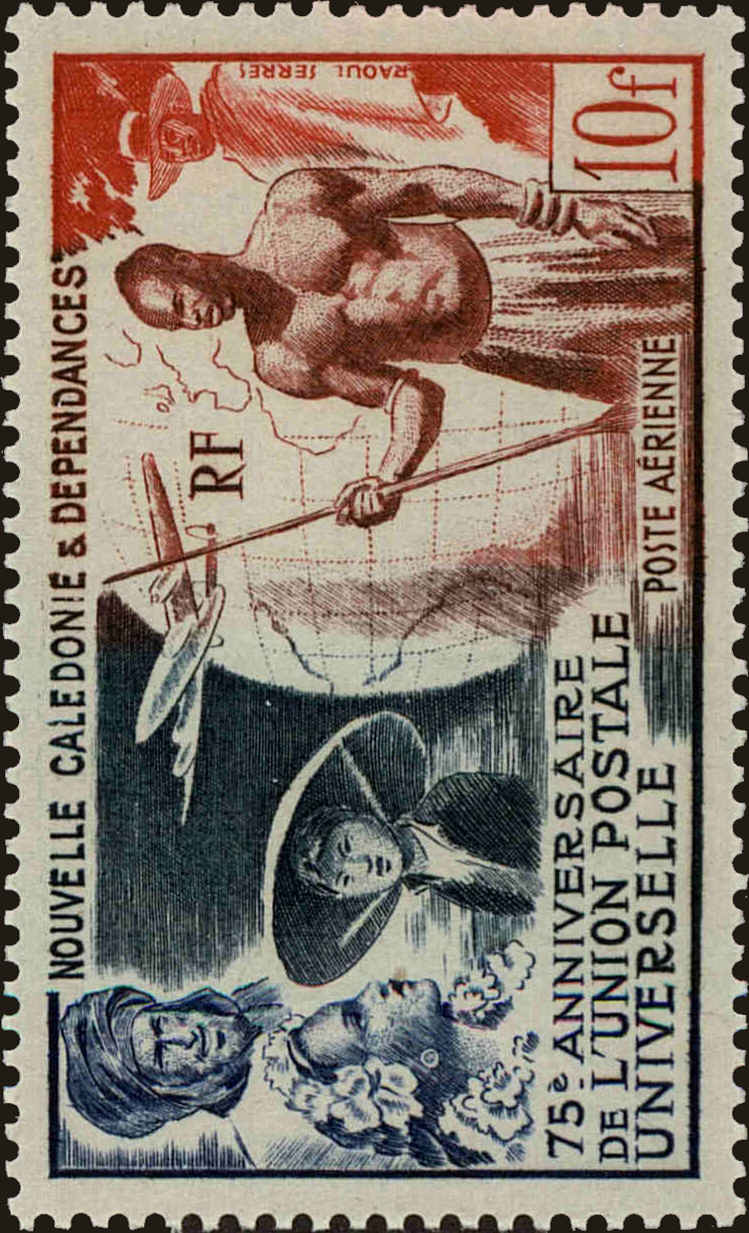 NOUVELLE CALEDONIE & DEPENDANCES
RF
75e ANNIVERSAIRE
DE L'UNION POSTALE
UNIVERSELLE
POSTE AÉRIENNE
10f
RAOUL SERRES